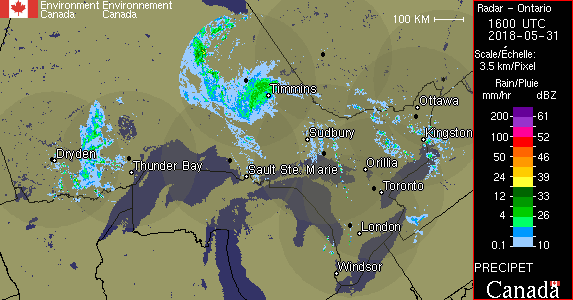 Environment Environnement
Canada Canada
100 KM
Timmins
Ottawa
Sudbury
Kingston
Dryden
Thunder Bay
Sault Ste. Marie
Orillia
Toronto
London
Windsor
Radar - Ontario
1600 UTC
2018-05-31
Scale/Échelle:
3.5 km/Pixel
Rain/Pluie
mm/hr dBZ
200 61
100 52
50 46
24 39
12 33
4 26
0.1 10
PRECIPET
Canada